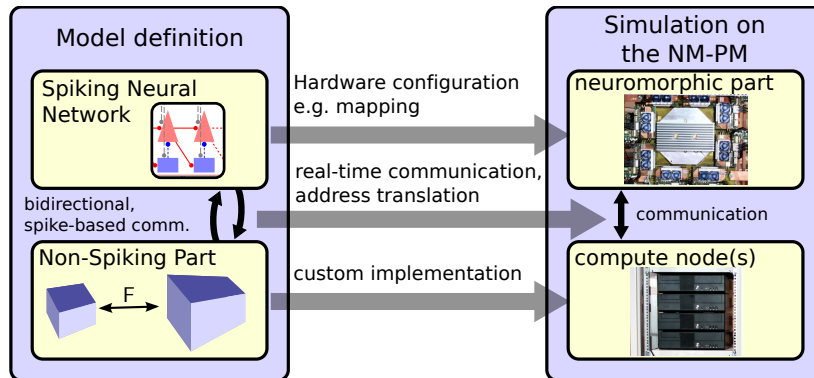 Model definition
Spiking Neural
Network
bidirectional,
spike-based comm.
Non-Spiking Part
F
Hardware configuration
e.g. mapping
real-time communication,
address translation
custom implementation
Simulation on
the NM-PM
neuromorphic part
communication
compute node(s)